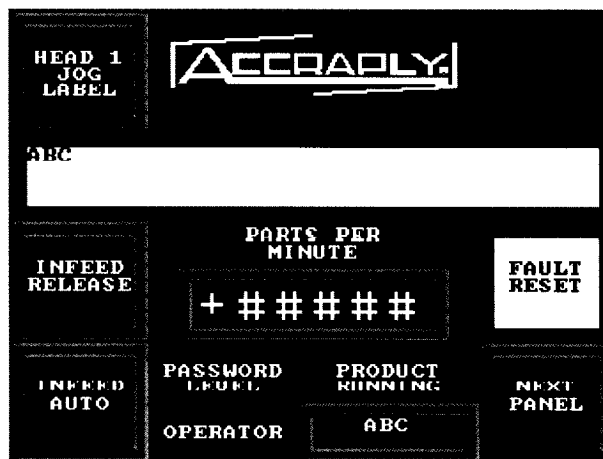 HEAD 1
JOG
LABEL
ACCRAPLY.
ABC
PARTS PER
MINUTE
INFEED
RELEASE
+#####
FAULT
RESET
INFEED
AUTO
PASSWORD
LEVEL
PRODUCT
RUNNING
NEXT
PANEL
OPERATOR
ABC